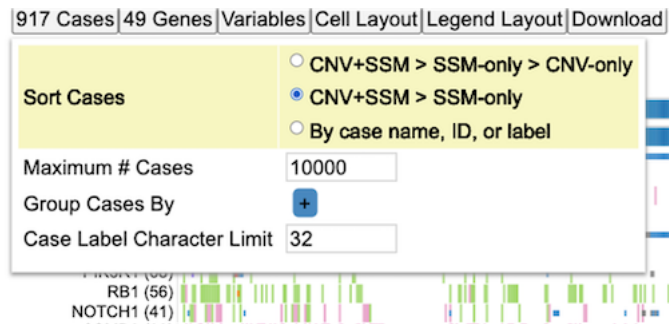 917 Cases 49 Genes Variables Cell Layout Legend Layout Download
CNV+SSM > SSM-only > CNV-only
Sort Cases
CNV+SSM > SSM-only
By case name, ID, or label
Maximum # Cases 10000
Group Cases By +
Case Label Character Limit 32
RB1 (56)
NOTCH1 (41)